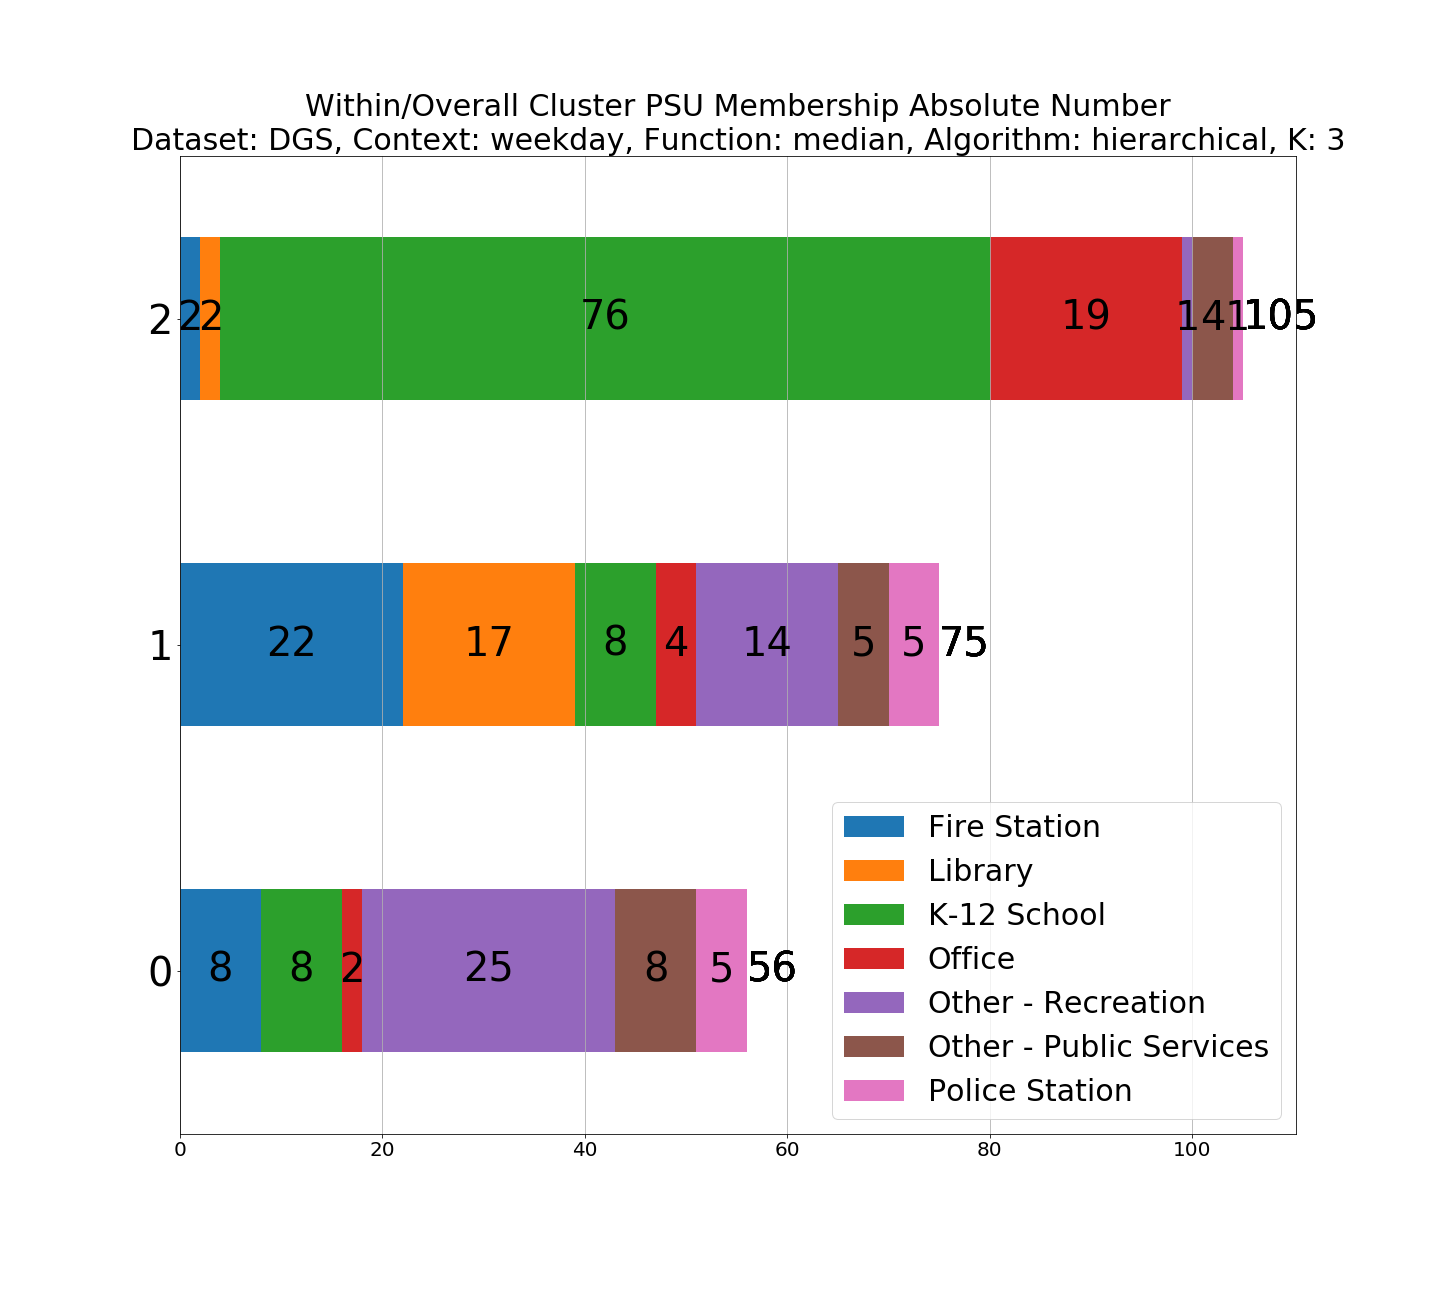 Within/Overall Cluster PSU Membership Absolute Number
Dataset: DGS, Context: weekday, Function: median, Algorithm: hierarchical, K: 3
2 2 2 76 19 1 4 1 105
1 22 17 8 4 14 5 5 75
0 8 8 2 25 8 5 56
Fire Station
Library
K-12 School
Office
Other - Recreation
Other - Public Services
Police Station
0 20 40 60 80 100